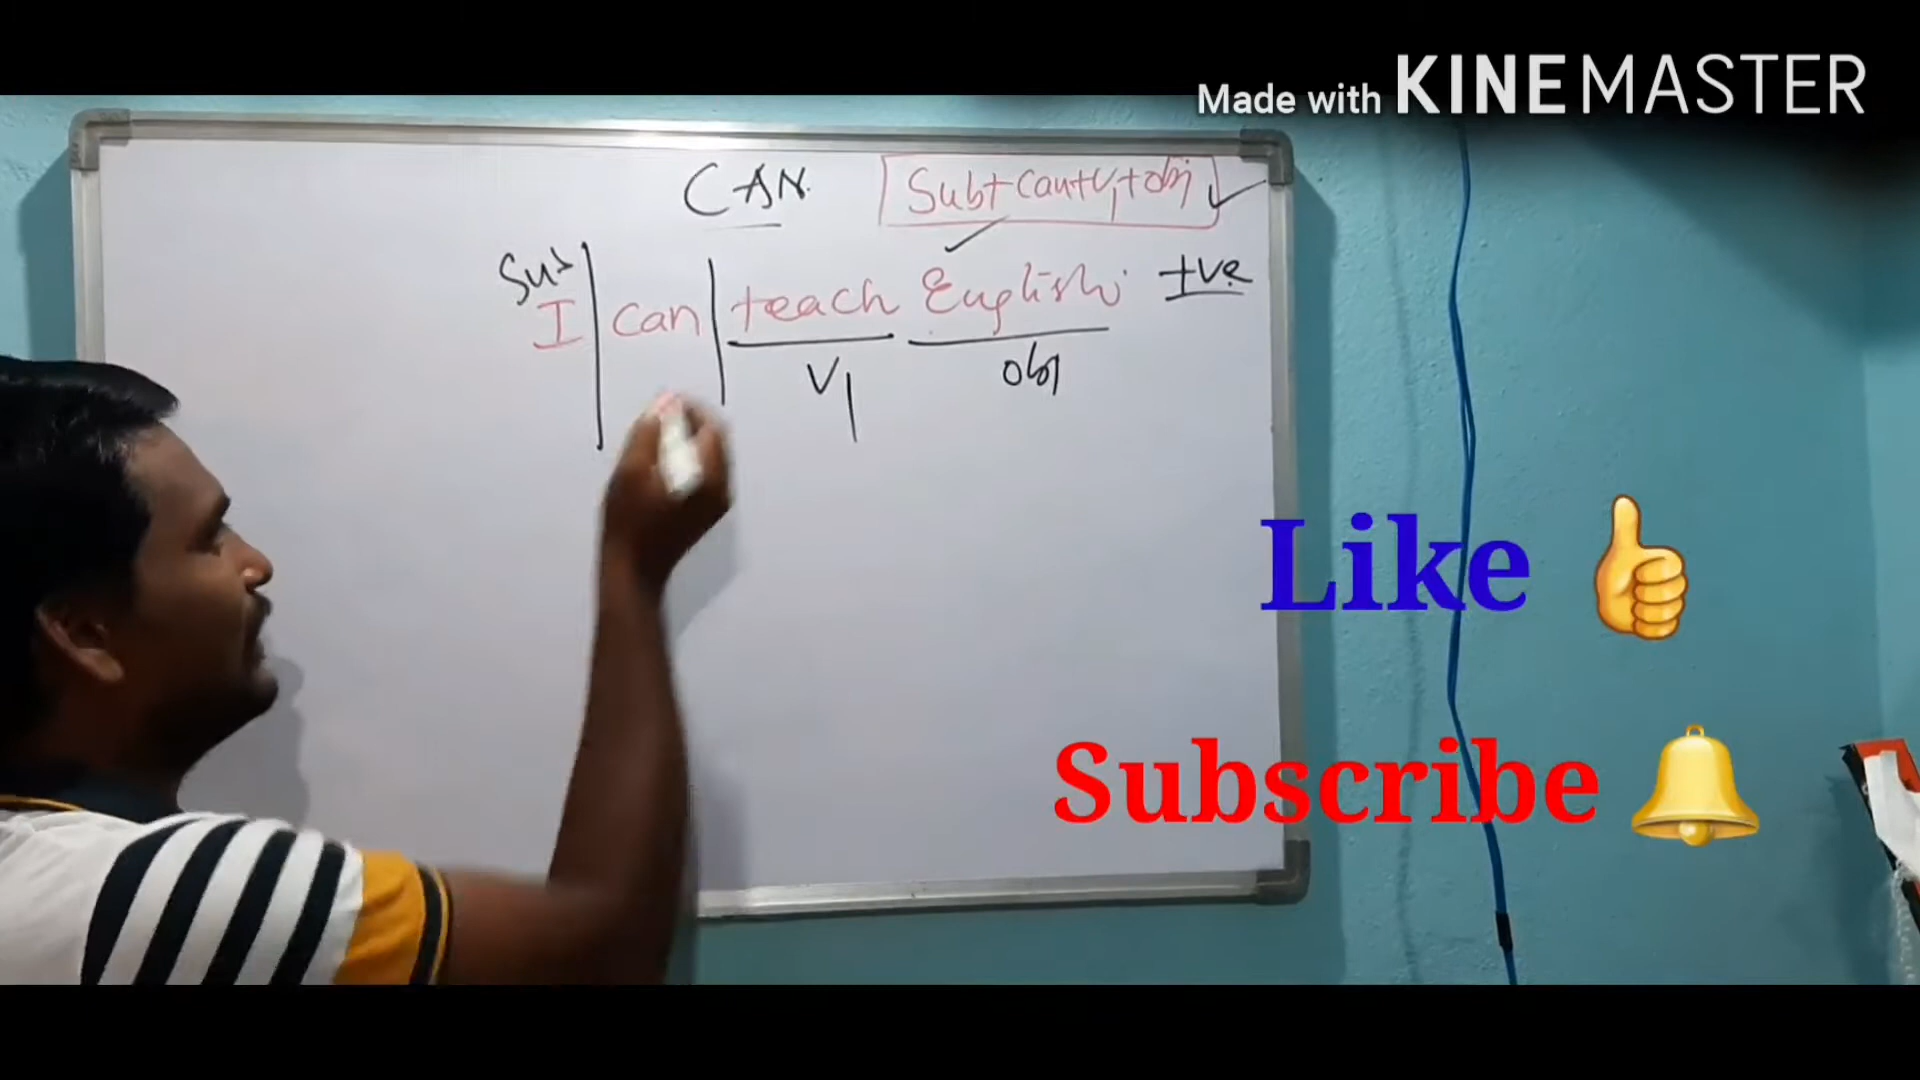 Made with KINEMASTER
CAN. Sub+can+V1+obj
Sub
I can teach English. +ve
V1 obj
Like 👍
Subscribe 🔔